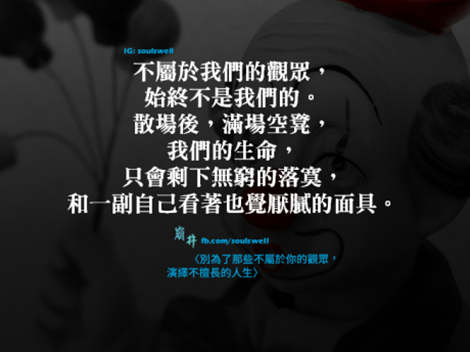 IG: soulswell
不屬於我們的觀眾，
始終不是我們的。
散場後，滿場空凳，
我們的生命，
只會剩下無窮的落寞，
和一副自己看著也覺厭膩的面具。
崩井 fb.com/soulswell
〈別為了那些不屬於你的觀眾，
演繹不擅長的人生〉